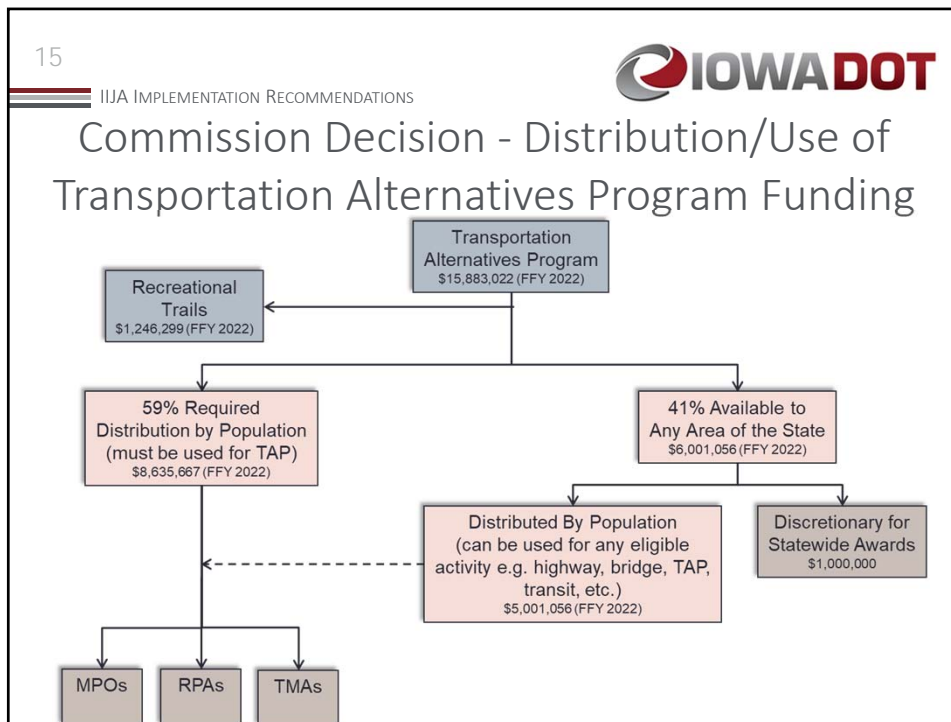 15
IOWADOT
IIJA IMPLEMENTATION RECOMMENDATIONS
Commission Decision - Distribution/Use of
Transportation Alternatives Program Funding
Transportation
Alternatives Program
$15,883,022 (FFY 2022)
Recreational
Trails
$1,246,299 (FFY 2022)
59% Required
Distribution by Population
(must be used for TAP)
$8,635,667 (FFY 2022)
41% Available to
Any Area of the State
$6,001,056 (FFY 2022)
Distributed By Population
(can be used for any eligible
activity e.g. highway, bridge, TAP,
transit, etc.)
$5,001,056 (FFY 2022)
Discretionary for
Statewide Awards
$1,000,000
MPOs
RPAs
TMAs